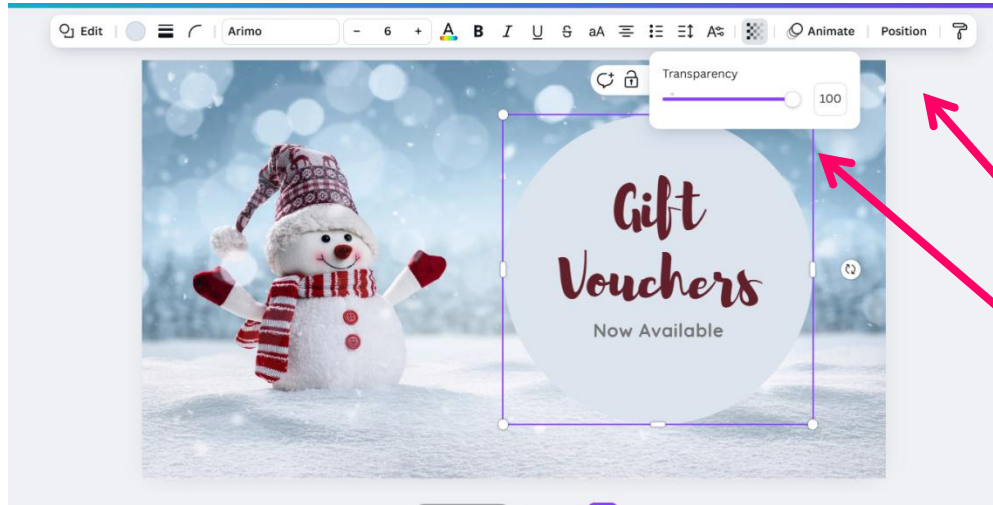 Edit Arimo - 6 + A B I U S aA Animate Position
Transparency
100
Gift
Vouchers
Now Available